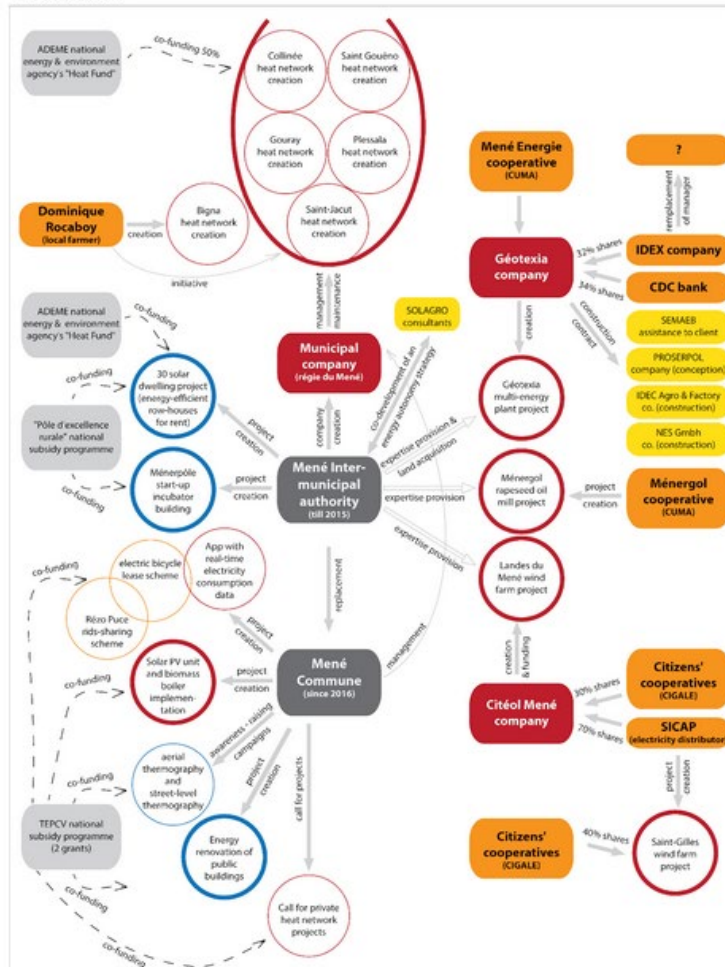 ADEME national
energy & environment
agency's "Heat Fund"
co-funding 50%
Collinée
heat network
creation
Saint Gouëno
heat network
creation
Gouray
heat network
creation
Plessala
heat network
creation
Saint-Jacut
heat network
creation
Dominique
Rocaboy
(local farmer)
creation
Bigna
heat network
creation
initiative
Mené Energie
cooperative
(CUMA)
?
remplacement
of manager
Géotexia
company
32% shares
IDEX company
34% shares
CDC bank
construction
contract
SEMAEB
assistance to client
PROSERPOL
company (conception)
IDEC Agro & Factory
co. (construction)
NES Gmbh
co. (construction)
creation
Géotexia
multi-energy
plant project
management
maintenance
Municipal
company
(régie du Mené)
SOLAGRO
consultants
co-development of an
energy autonomy strategy
company
creation
ADEME national
energy & environment
agency's "Heat Fund"
co-funding
co-funding
30 solar
dwelling project
(energy-efficient
row-houses
for rent)
"Pôle d'excellence
rurale" national
subsidy programme
co-funding
Ménerpôle
start-up
incubator
building
project
creation
project
creation
Mené Inter-
municipal
authority
(till 2015)
expertise provision &
land acquisition
expertise provision
expertise provision
Ménergol
rapeseed oil
mill project
project
creation
Ménergol
cooperative
(CUMA)
Landes du
Mené wind
farm project
replacement
management
co-funding
electric bicycle
lease scheme
App with
real-time
electricity
consumption
data
Rézo Puce
rids-sharing
scheme
project
creation
co-funding
Solar PV unit
and biomass
boiler
implemen-
tation
project
creation
Mené
Commune
(since 2016)
creation
& funding
Citéol Mené
company
30% shares
Citizens'
cooperatives
(CIGALE)
70% shares
SICAP
(electricity distributor)
project
creation
awareness - raising
campaigns
project
creation
call for projects
co-funding
aerial
thermography
and
street-level
thermography
TEPCV national
subsidy programme
(2 grants)
Energy
renovation of
public
buildings
Citizens'
cooperatives
(CIGALE)
40% shares
Saint-Gilles
wind farm
project
co-funding
Call for private
heat network
projects
co-funding